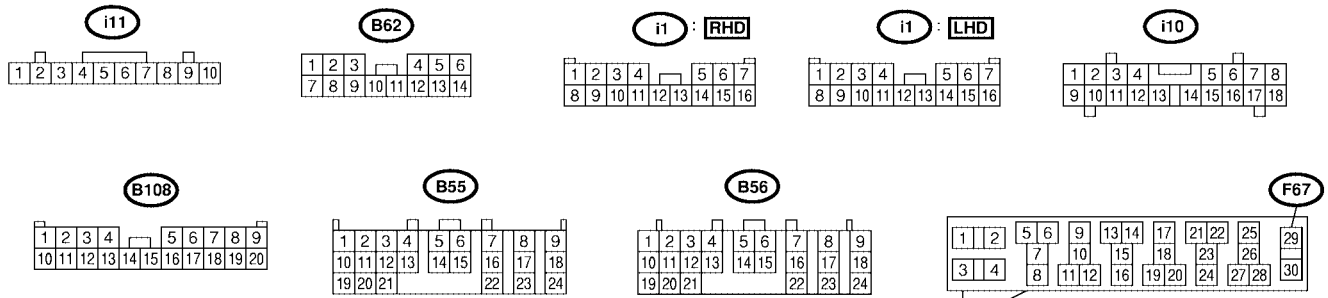 i11
B62
i1 : RHD
i1 : LHD
i10
1 2 3 4 5 6 7 8 9 10
1 2 3 4 5 6
7 8 9 10 11 12 13 14
1 2 3 4 5 6 7
8 9 10 11 12 13 14 15 16
1 2 3 4 5 6 7
8 9 10 11 12 13 14 15 16
1 2 3 4 5 6 7 8
9 10 11 12 13 14 15 16 17 18
B108
B55
B56
F67
1 2 3 4 5 6 7 8 9
10 11 12 13 14 15 16 17 18 19 20
1 2 3 4 5 6 7 8 9
10 11 12 13 14 15 16 17 18
19 20 21 22 23 24
1 2 3 4 5 6 7 8 9
10 11 12 13 14 15 16 17 18
19 20 21 22 23 24
1 2 5 6 9 13 14 17 21 22 25 29
7 10 15 18 23 26
3 4 8 11 12 16 19 20 24 27 28 30